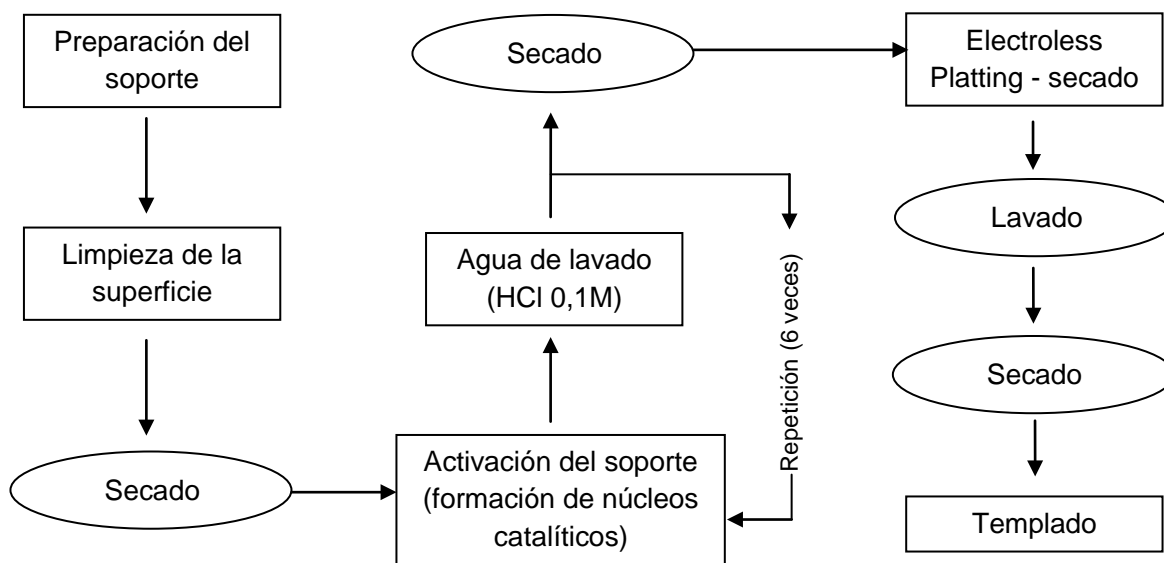 Preparación del
soporte
Limpieza de la
superficie
Secado
Activación del soporte
(formación de núcleos
catalíticos)
Agua de lavado
(HCl 0,1M)
Repetición (6 veces)
Secado
Electroless
Platting - secado
Lavado
Secado
Templado